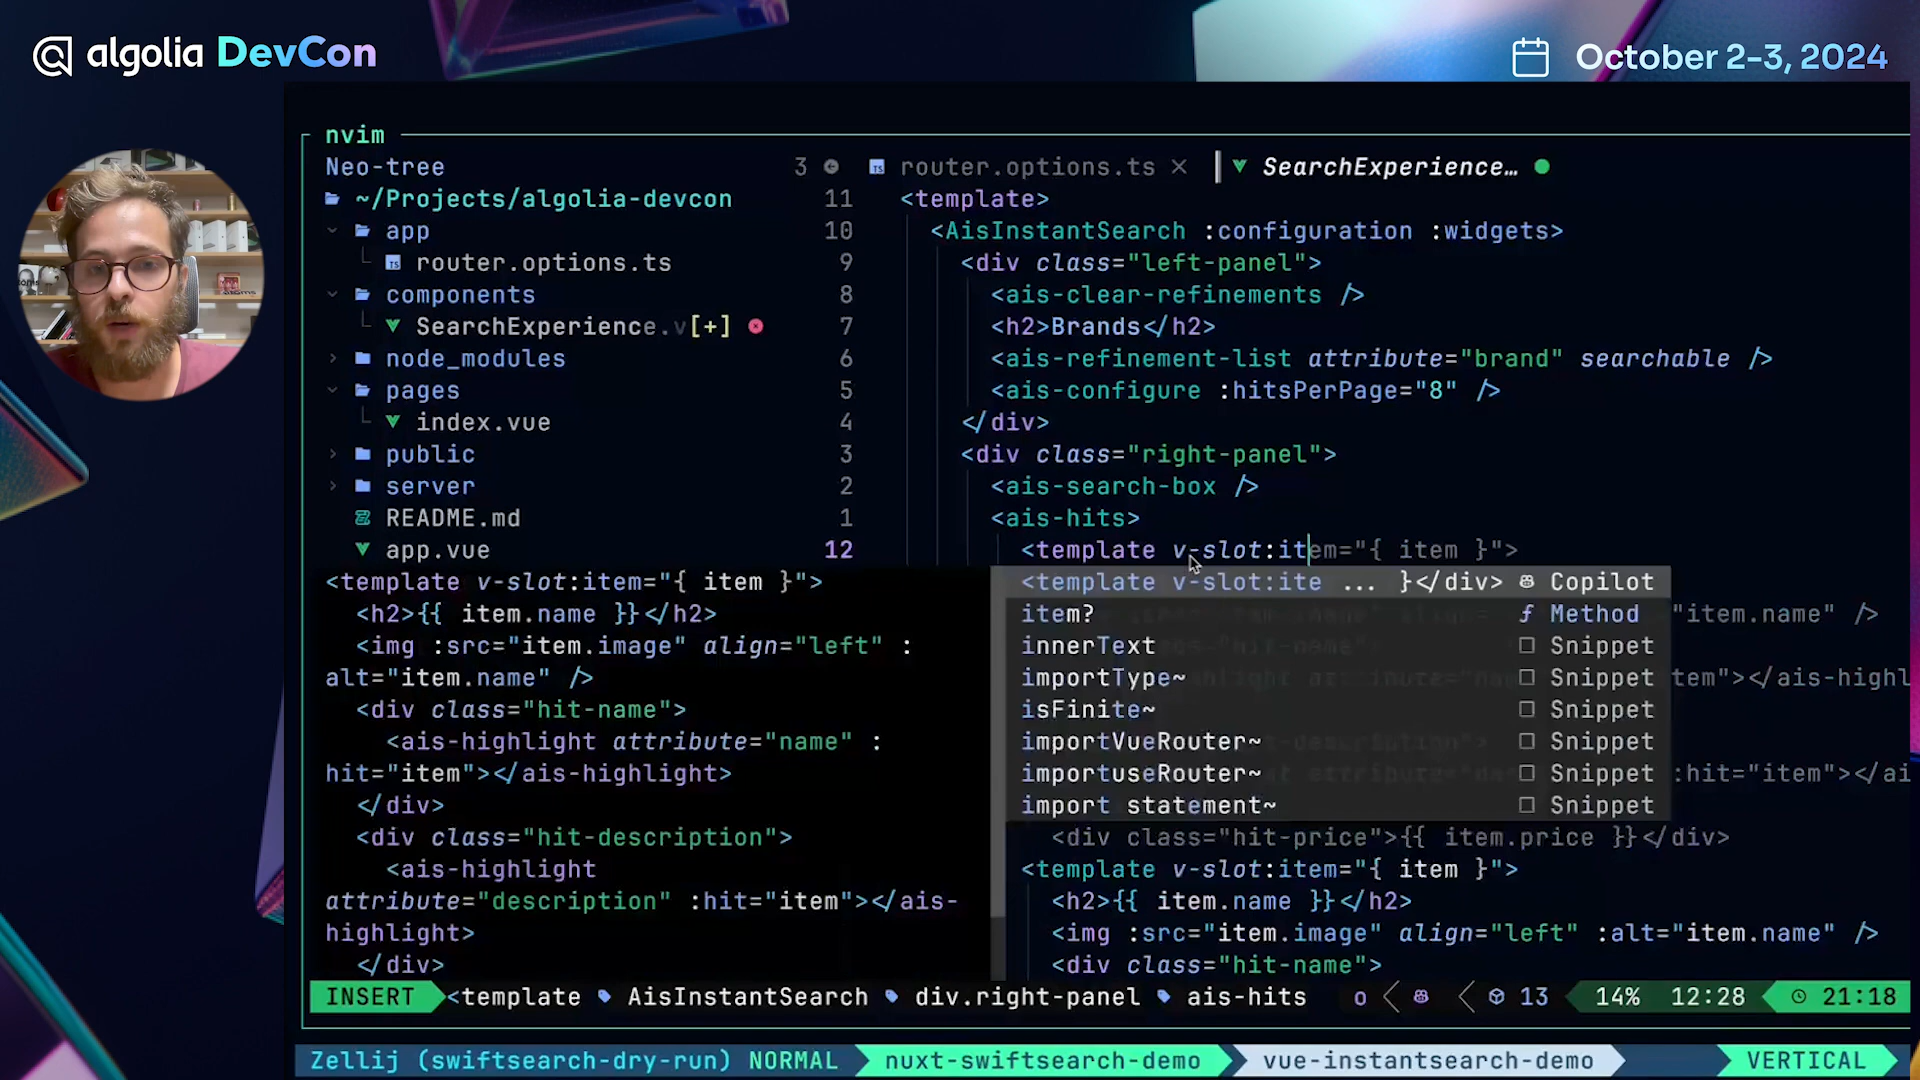 algolia DevCon
October 2-3, 2024
nvim
Neo-tree
~/Projects/algolia-devcon
app
router.options.ts
components
SearchExperience.v[+]
node_modules
pages
index.vue
public
server
README.md
app.vue
3 router.options.ts × SearchExperience…
11 <template>
10 <AisInstantSearch :configuration :widgets>
9 <div class="left-panel">
8 <ais-clear-refinements />
7 <h2>Brands</h2>
6 <ais-refinement-list attribute="brand" searchable />
5 <ais-configure :hitsPerPage="8" />
4 </div>
3 <div class="right-panel">
2 <ais-search-box />
1 <ais-hits>
12 <template v-slot:item="{ item }">
<template v-slot:item="{ item }">
<h2>{{ item.name }}</h2>
<img :src="item.image" align="left" :
alt="item.name" />
<div class="hit-name">
<ais-highlight attribute="name" :
hit="item"></ais-highlight>
</div>
<div class="hit-description">
<ais-highlight
attribute="description" :hit="item"></ais-
highlight>
</div>
<template v-slot:ite ... }</div> Copilot
item? Method "item.name" />
innerText Snippet
importType~ Snippet tem"></ais-highl
isFinite~ Snippet
importVueRouter~ Snippet
importuseRouter~ Snippet :hit="item"></ai
import statement~ Snippet
<div class="hit-price">{{ item.price }}</div>
<template v-slot:item="{ item }">
<h2>{{ item.name }}</h2>
<img :src="item.image" align="left" :alt="item.name" />
<div class="hit-name">
INSERT <template AisInstantSearch div.right-panel ais-hits o 13 14% 12:28 21:18
Zellij (swiftsearch-dry-run) NORMAL nuxt-swiftsearch-demo vue-instantsearch-demo VERTICAL